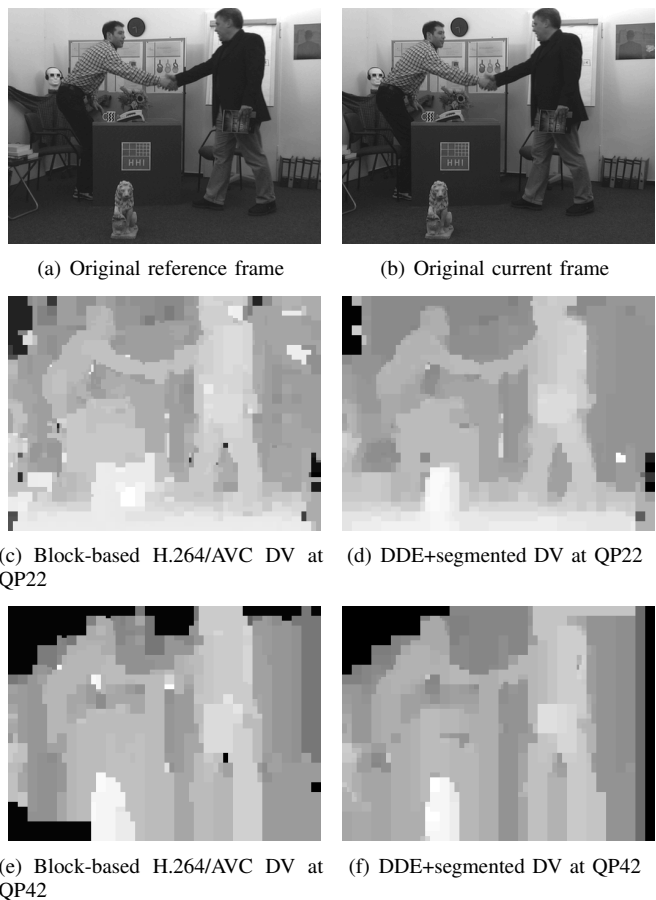 HHI
HHI
(a) Original reference frame
(b) Original current frame
(c) Block-based H.264/AVC DV at
QP22
(d) DDE+segmented DV at QP22
(e) Block-based H.264/AVC DV at
QP42
(f) DDE+segmented DV at QP42